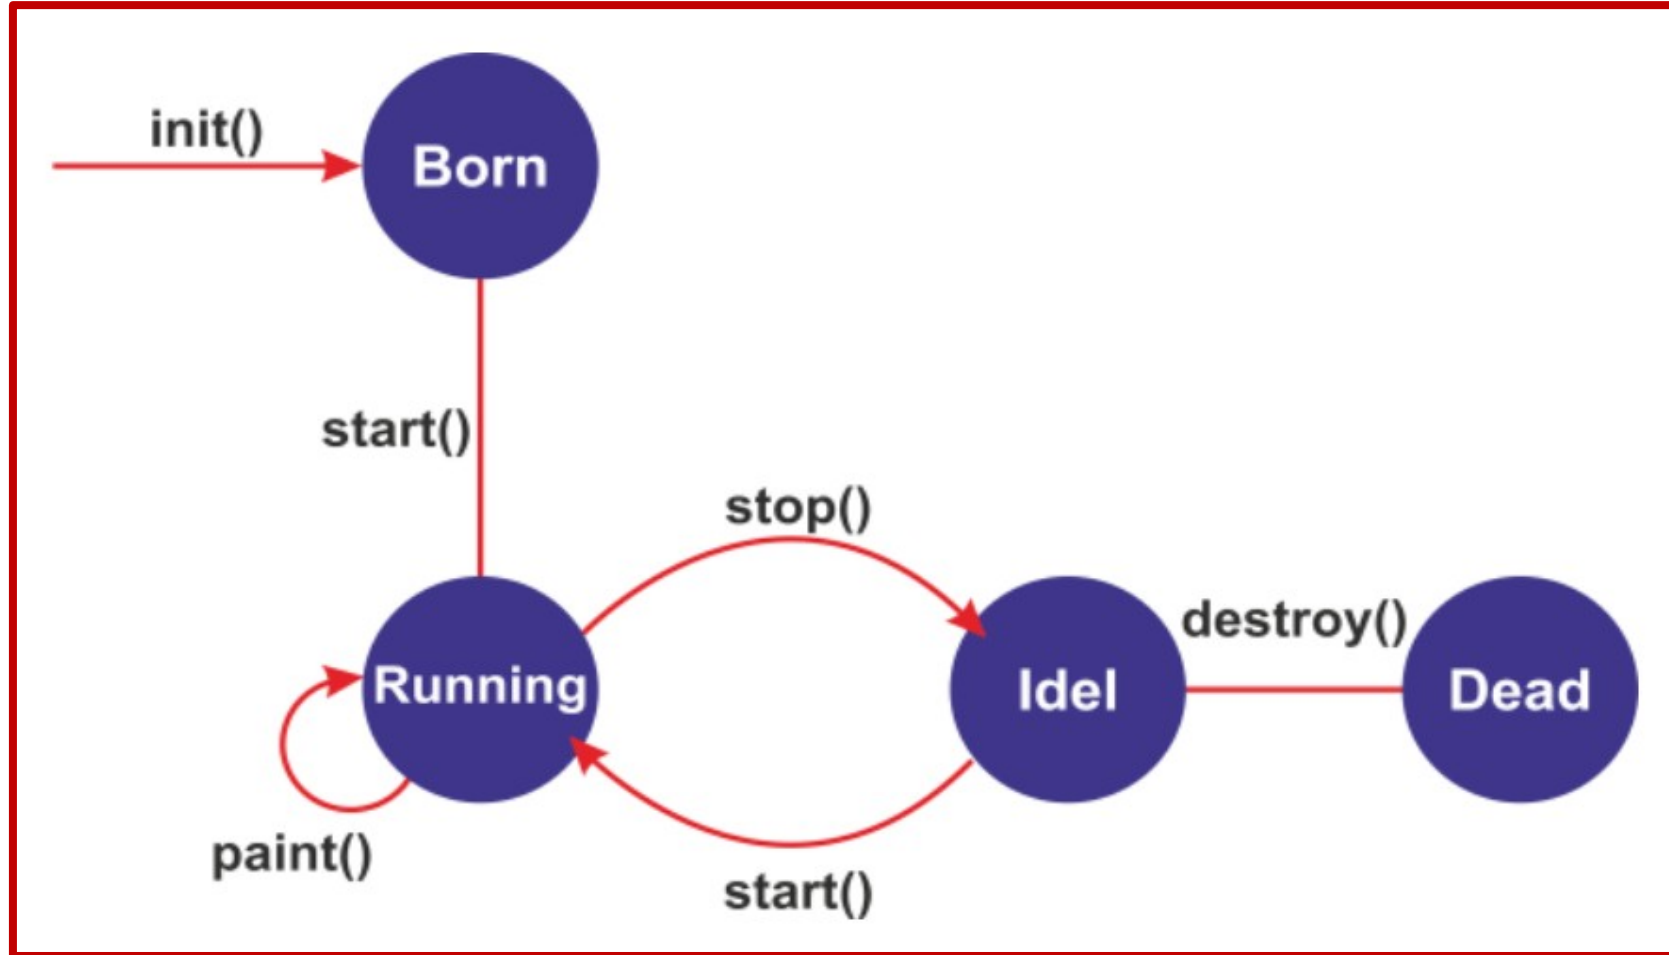 init()
Born
start()
stop()
destroy()
Running
Idel
Dead
paint()
start()